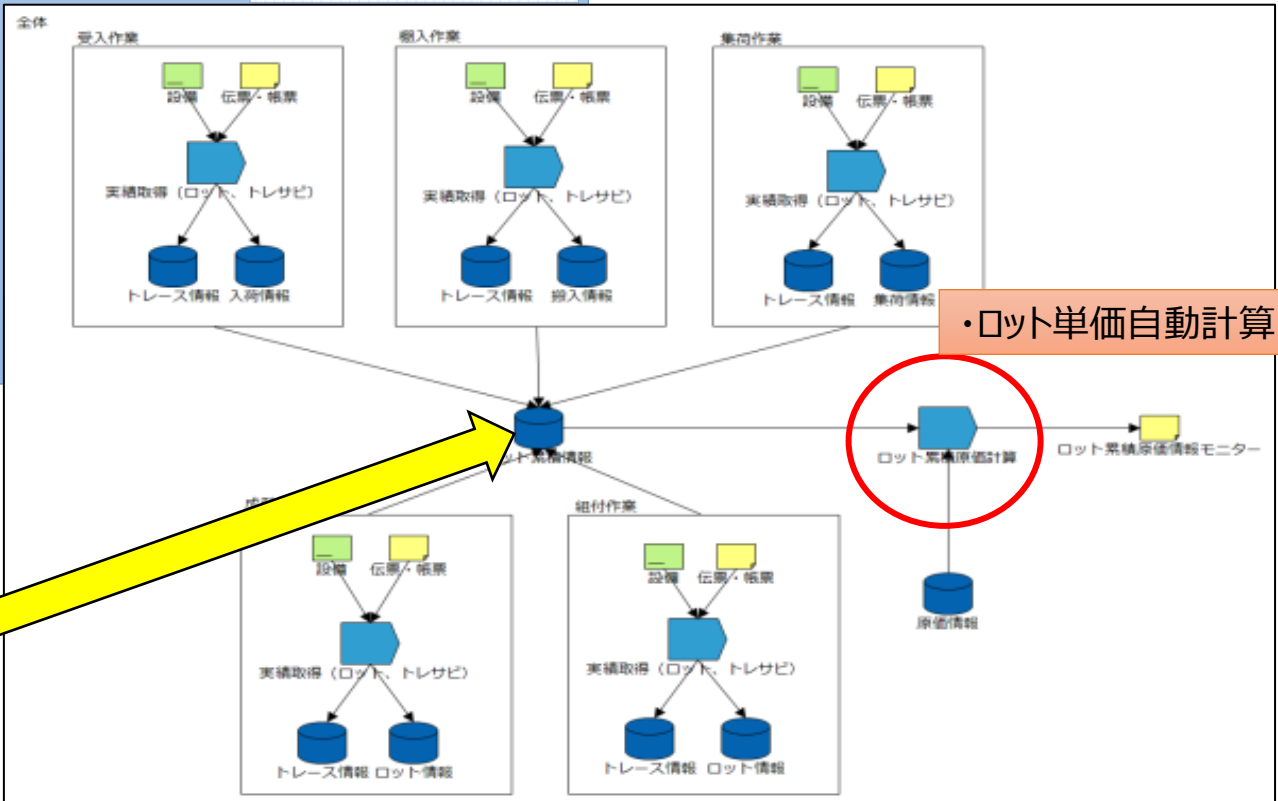 全体
受入作業
棚入作業
集荷作業
設備
伝票・帳票
設備
伝票・帳票
設備
伝票・帳票
実績取得（ロット、トレサビ）
実績取得（ロット、トレサビ）
実績取得（ロット、トレサビ）
トレース情報
入荷情報
トレース情報
搬入情報
トレース情報
集荷情報
・ロット単価自動計算
ット累積情報
ロット累積原価計算
ロット累積原価情報モニター
組付作業
設備
伝票・帳票
設備
伝票・帳票
原価情報
実績取得（ロット、トレサビ）
実績取得（ロット、トレサビ）
トレース情報
ロット情報
トレース情報
ロット情報